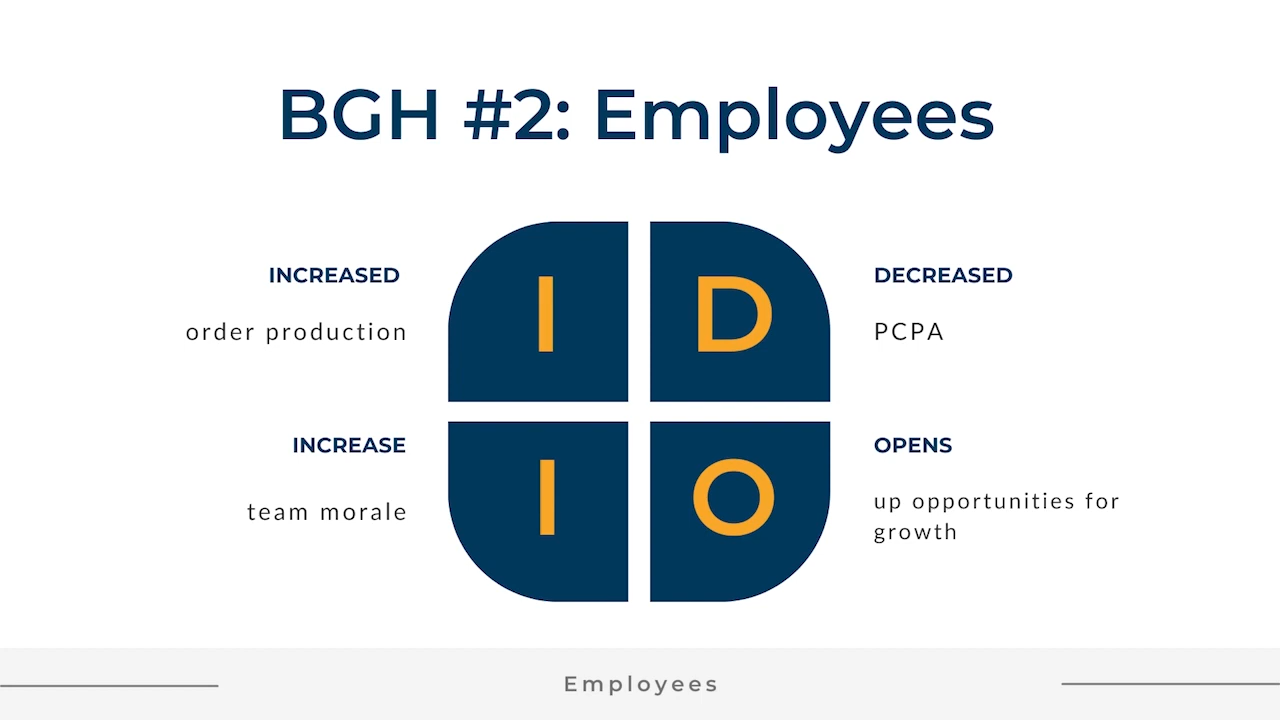 BGH #2: Employees
INCREASED
order production
I
D
DECREASED
PCPA
INCREASE
team morale
I
O
OPENS
up opportunities for
growth
Employees